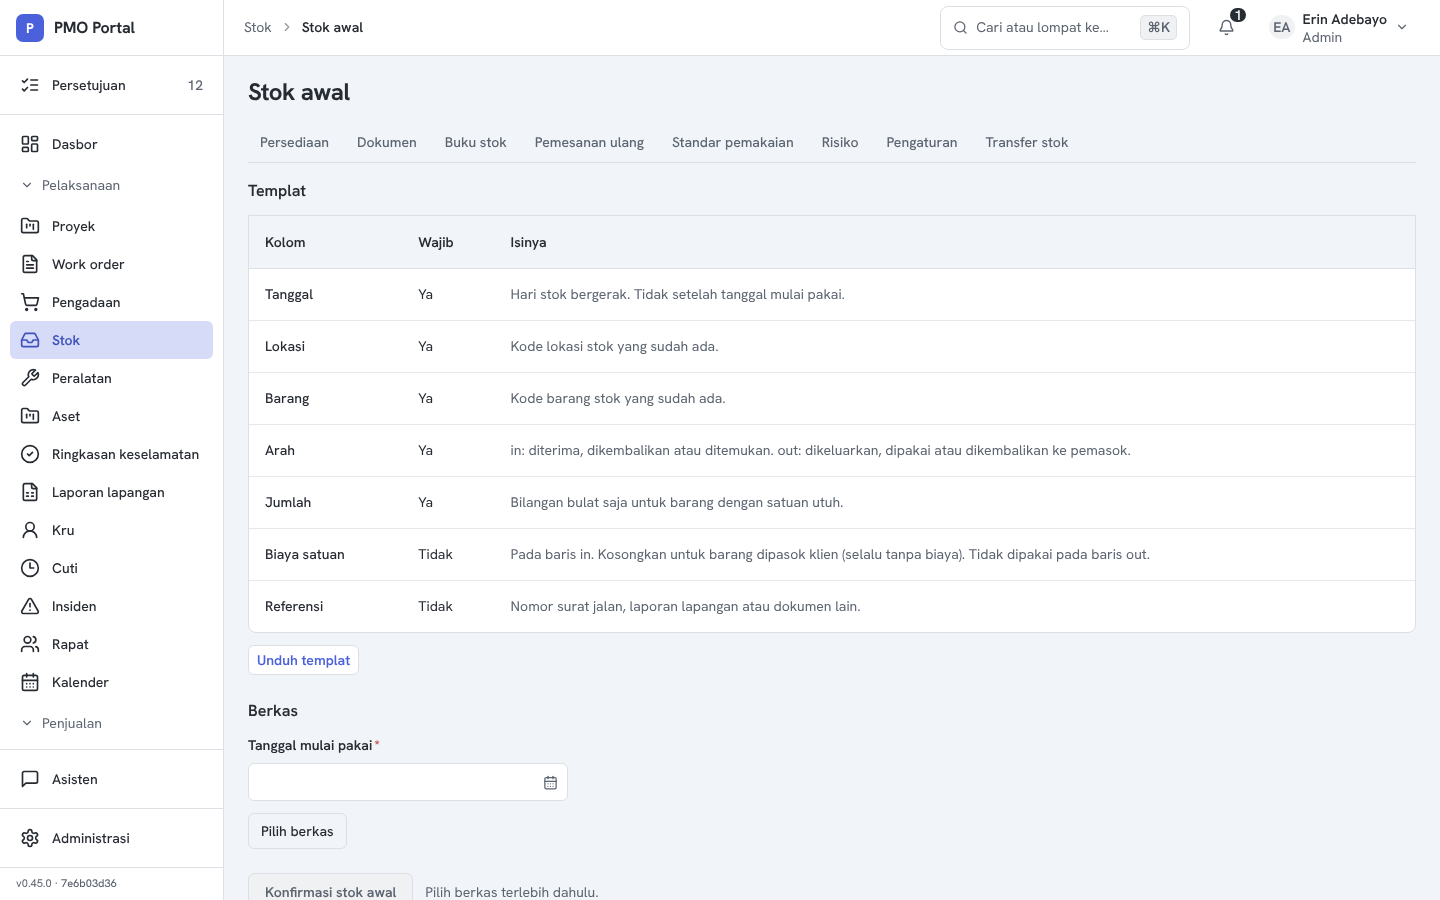 P PMO Portal
Stok > Stok awal
Cari atau lompat ke... ⌘K
1
EA Erin Adebayo
Admin
Persetujuan 12
Dasbor
Pelaksanaan
Proyek
Work order
Pengadaan
Stok
Peralatan
Aset
Ringkasan keselamatan
Laporan lapangan
Kru
Cuti
Insiden
Rapat
Kalender
Penjualan
Asisten
Administrasi
v0.45.0 · 7e6b03d36
Stok awal
Persediaan Dokumen Buku stok Pemesanan ulang Standar pemakaian Risiko Pengaturan Transfer stok
Templat
Kolom Wajib Isinya
Tanggal Ya Hari stok bergerak. Tidak setelah tanggal mulai pakai.
Lokasi Ya Kode lokasi stok yang sudah ada.
Barang Ya Kode barang stok yang sudah ada.
Arah Ya in: diterima, dikembalikan atau ditemukan. out: dikeluarkan, dipakai atau dikembalikan ke pemasok.
Jumlah Ya Bilangan bulat saja untuk barang dengan satuan utuh.
Biaya satuan Tidak Pada baris in. Kosongkan untuk barang dipasok klien (selalu tanpa biaya). Tidak dipakai pada baris out.
Referensi Tidak Nomor surat jalan, laporan lapangan atau dokumen lain.
Unduh templat
Berkas
Tanggal mulai pakai *
Pilih berkas
Konfirmasi stok awal Pilih berkas terlebih dahulu.